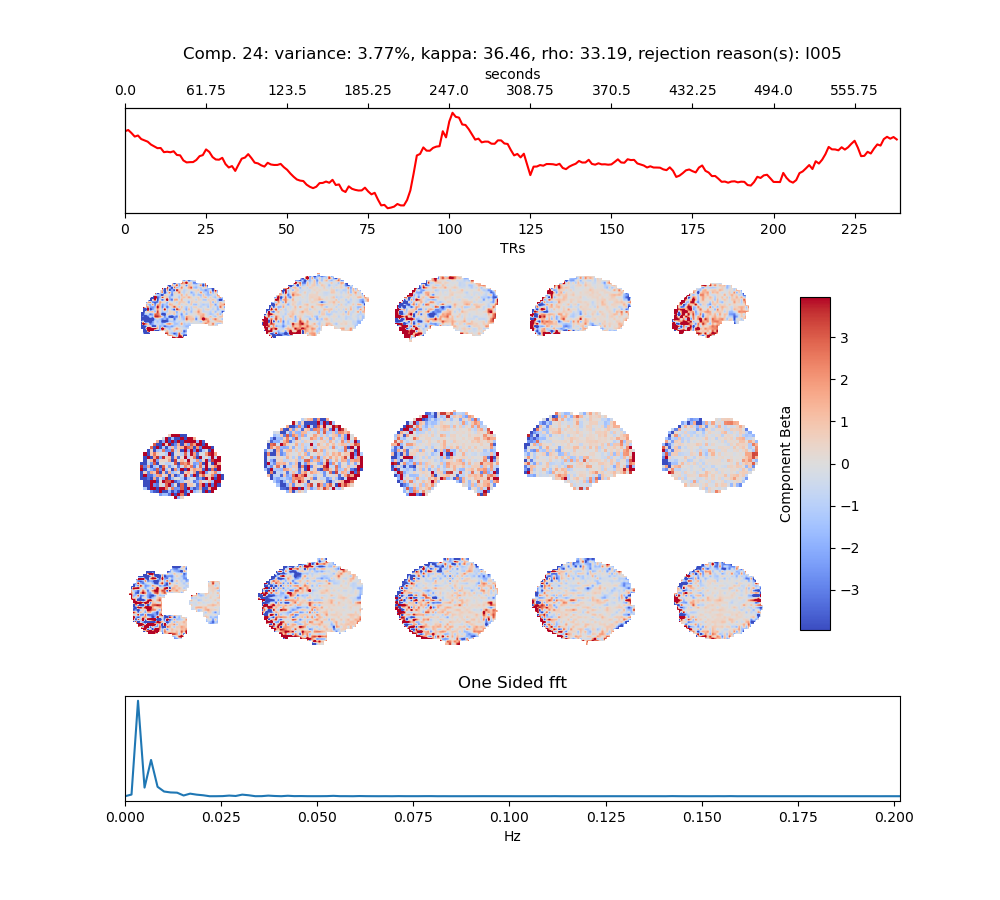 Comp. 24: variance: 3.77%, kappa: 36.46, rho: 33.19, rejection reason(s): I005
seconds
0.0 61.75 123.5 185.25 247.0 308.75 370.5 432.25 494.0 555.75
0 25 50 75 100 125 150 175 200 225
TRs
3
2
1
0
−1
−2
−3
Component Beta
One Sided fft
0.000 0.025 0.050 0.075 0.100 0.125 0.150 0.175 0.200
Hz